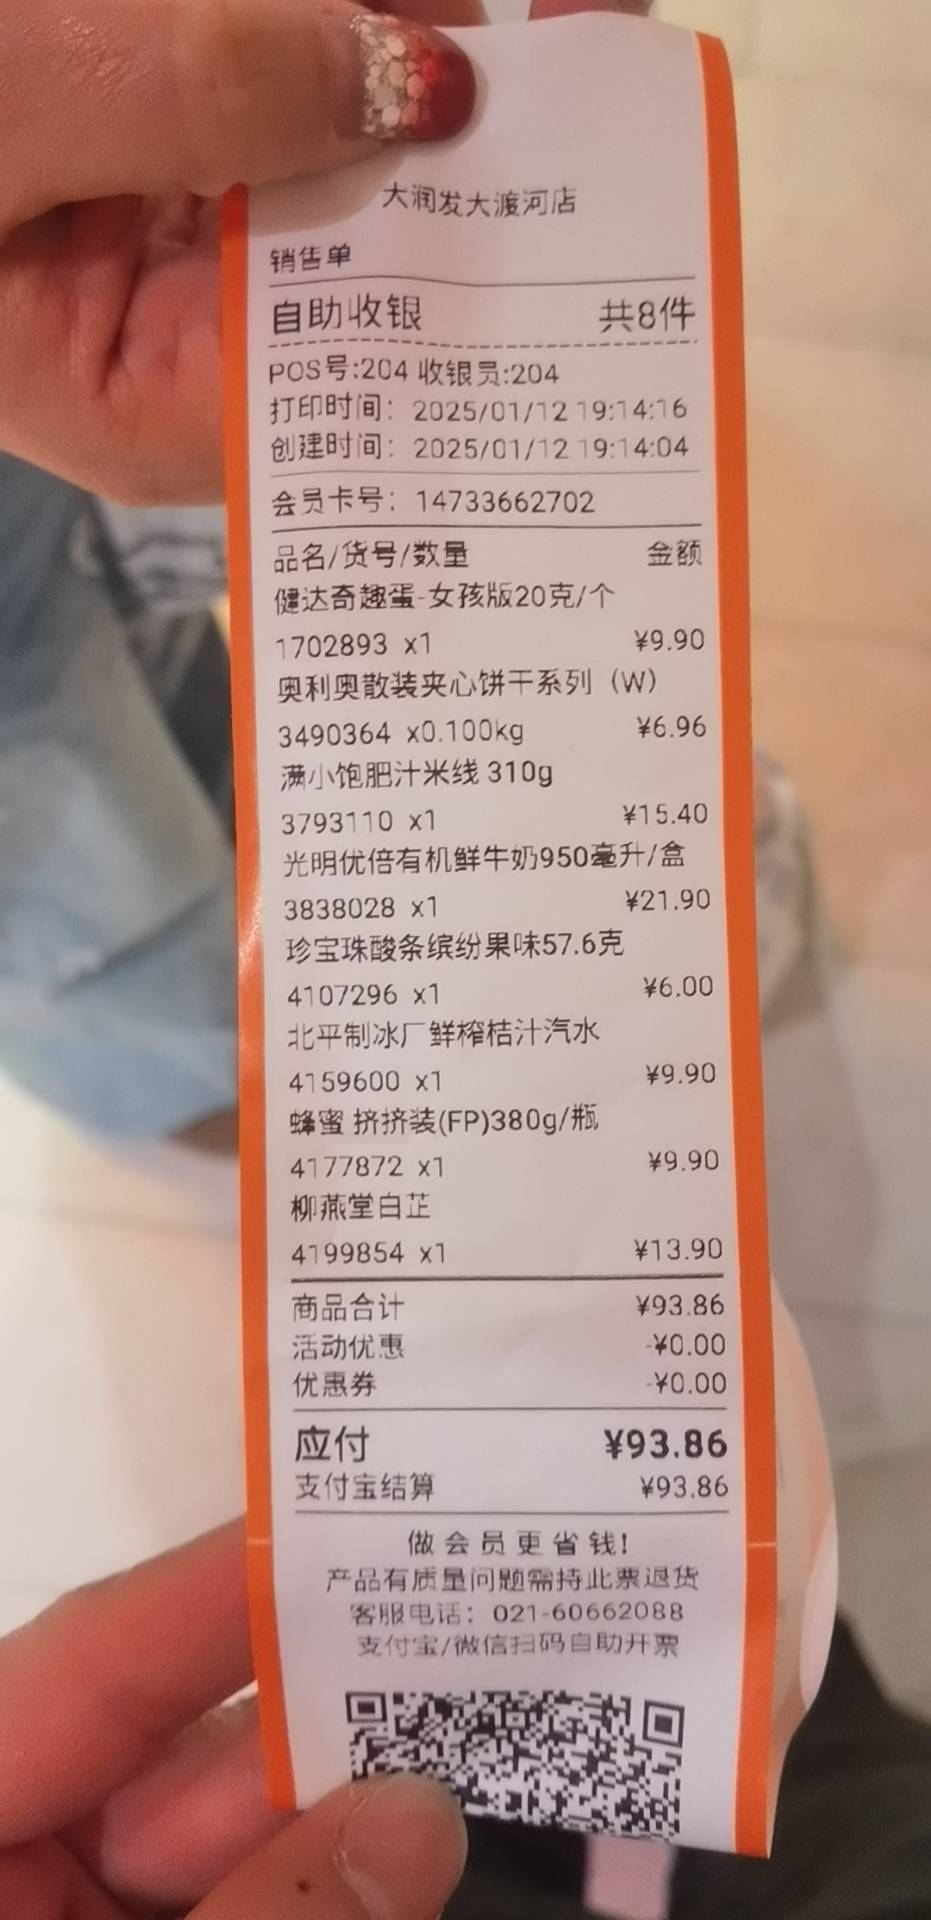 大润发大渡河店
销售单
自助收银 共8件
POS号:204 收银员:204
打印时间: 2025/01/12 19:14:16
创建时间: 2025/01/12 19:14:04
会员卡号: 14733662702
品名/货号/数量 金额
健达奇趣蛋-女孩版20克/个
1702893 x1 ¥9.90
奥利奥散装夹心饼干系列（W）
3490364 x0.100kg ¥6.96
满小饱肥汁米线 310g
3793110 x1 ¥15.40
光明优倍有机鲜牛奶950毫升/盒
3838028 x1 ¥21.90
珍宝珠酸条缤纷果味57.6克
4107296 x1 ¥6.00
北平制冰厂鲜榨桔汁汽水
4159600 x1 ¥9.90
蜂蜜 挤挤装(FP)380g/瓶
4177872 x1 ¥9.90
柳燕堂白芷
4199854 x1 ¥13.90
商品合计 ¥93.86
活动优惠 -¥0.00
优惠券 -¥0.00
应付 ¥93.86
支付宝结算 ¥93.86
做会员更省钱!
产品有质量问题需持此票退货
客服电话: 021-60662088
支付宝/微信扫码自助开票